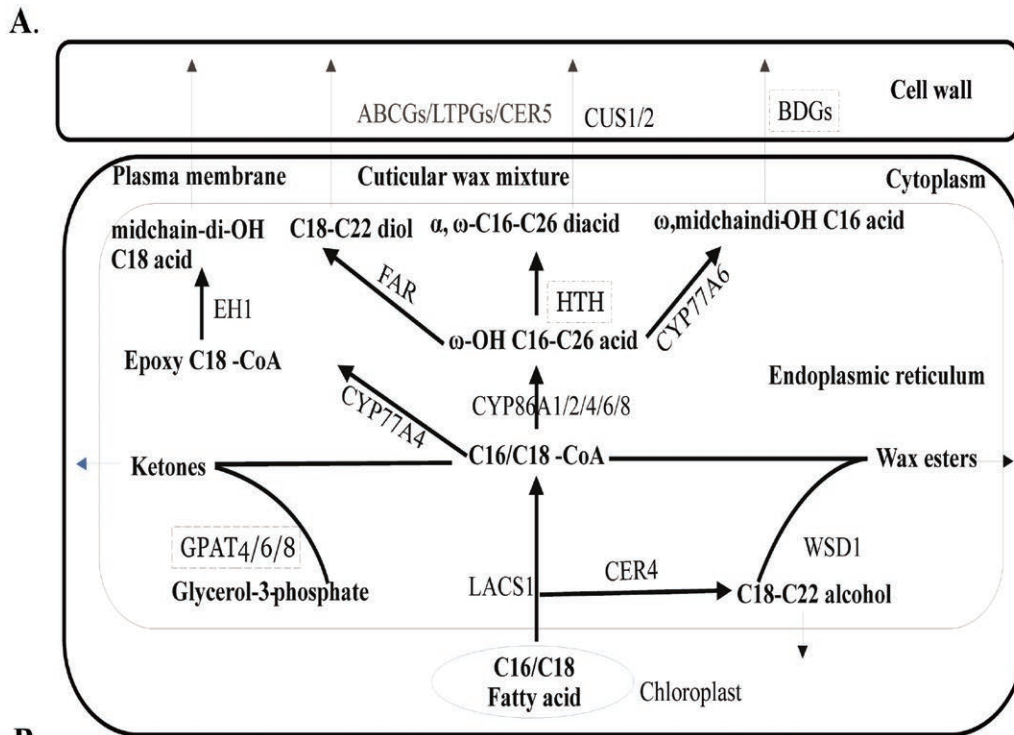 A.
Cell wall
ABCGs/LTPGs/CER5
CUS1/2
BDGs
Plasma membrane
Cuticular wax mixture
Cytoplasm
midchain-di-OH
C18 acid
C18-C22 diol
α, ω-C16-C26 diacid
ω,midchaindi-OH C16 acid
FAR
HTH
CYP77A6
EH1
ω-OH C16-C26 acid
Epoxy C18 -CoA
Endoplasmic reticulum
CYP77A4
CYP86A1/2/4/6/8
C16/C18 -CoA
Ketones
Wax esters
GPAT4/6/8
WSD1
Glycerol-3-phosphate
LACS1
CER4
C18-C22 alcohol
C16/C18
Fatty acid
Chloroplast